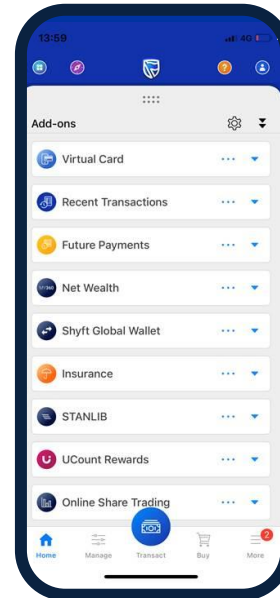 13:59
4G
?
Add-ons
Virtual Card
Recent Transactions
Future Payments
Net Wealth
Shyft Global Wallet
Insurance
STANLIB
UCount Rewards
Online Share Trading
2
Home
Manage
Transact
Buy
More